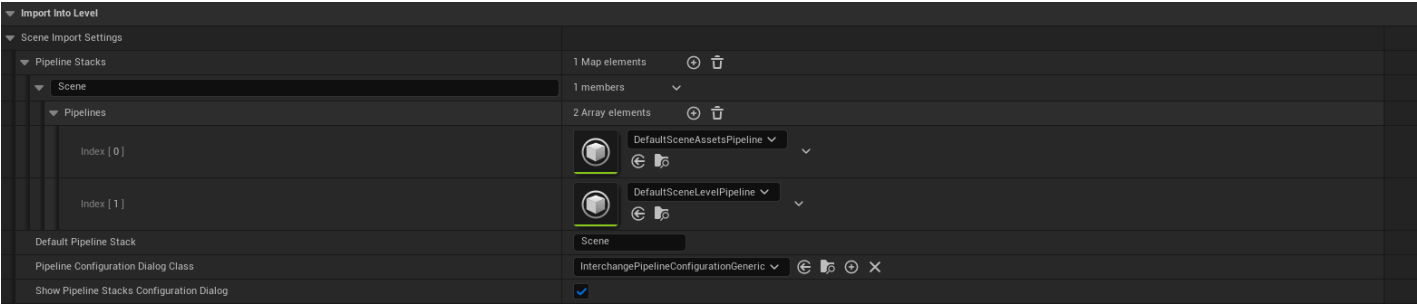 Import Into Level
Scene Import Settings
Pipeline Stacks 1 Map elements
Scene 1 members
Pipelines 2 Array elements
Index [ 0 ] DefaultSceneAssetsPipeline
Index [ 1 ] DefaultSceneLevelPipeline
Default Pipeline Stack Scene
Pipeline Configuration Dialog Class InterchangePipelineConfigurationGeneric
Show Pipeline Stacks Configuration Dialog